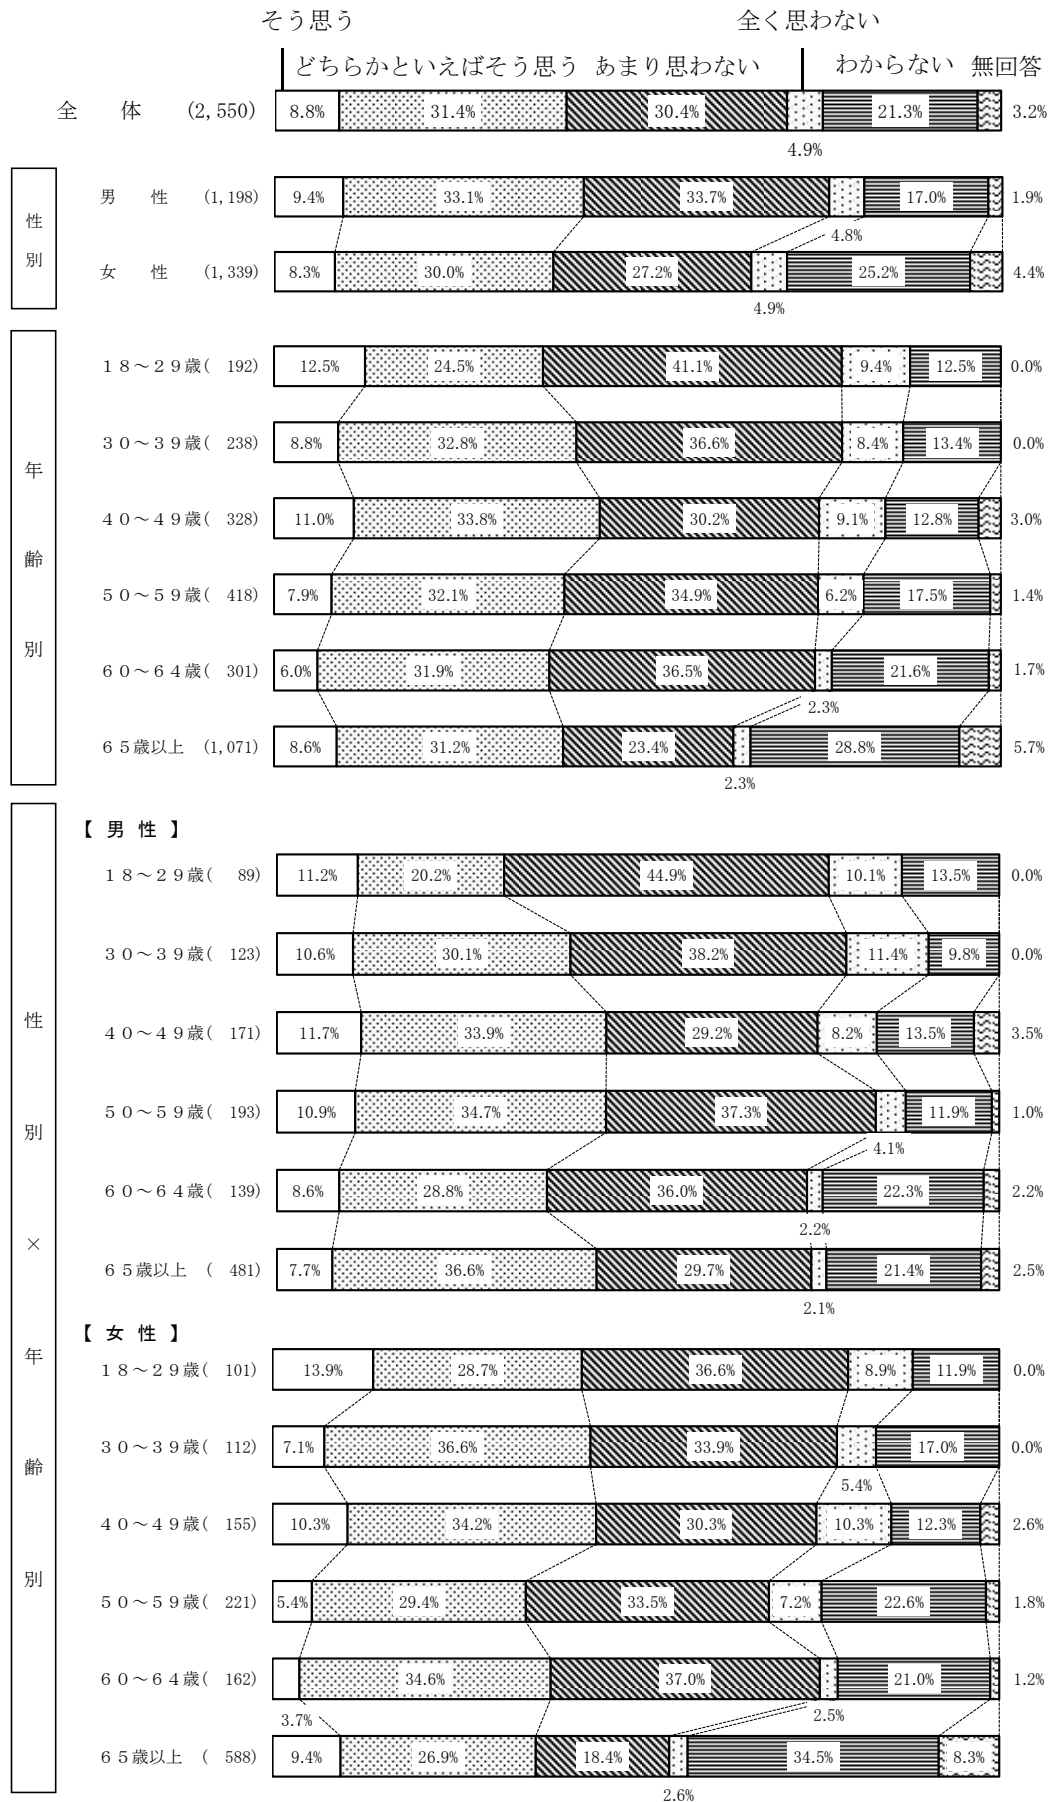 そう思う　全く思わない
どちらかといえばそう思う　あまり思わない　わからない　無回答
全　体　(2,550)　8.8%　31.4%　30.4%　21.3%　3.2%
4.9%
性別
男　性　(1,198)　9.4%　33.1%　33.7%　17.0%　1.9%
4.8%
女　性　(1,339)　8.3%　30.0%　27.2%　25.2%　4.4%
4.9%
年齢別
１８～２９歳(　192)　12.5%　24.5%　41.1%　9.4%　12.5%　0.0%
３０～３９歳(　238)　8.8%　32.8%　36.6%　8.4%　13.4%　0.0%
４０～４９歳(　328)　11.0%　33.8%　30.2%　9.1%　12.8%　3.0%
５０～５９歳(　418)　7.9%　32.1%　34.9%　6.2%　17.5%　1.4%
６０～６４歳(　301)　6.0%　31.9%　36.5%　21.6%　1.7%
2.3%
６５歳以上　(1,071)　8.6%　31.2%　23.4%　28.8%　5.7%
2.3%
性別×年齢別
【 男 性 】
１８～２９歳(　89)　11.2%　20.2%　44.9%　10.1%　13.5%　0.0%
３０～３９歳(　123)　10.6%　30.1%　38.2%　11.4%　9.8%　0.0%
４０～４９歳(　171)　11.7%　33.9%　29.2%　8.2%　13.5%　3.5%
５０～５９歳(　193)　10.9%　34.7%　37.3%　11.9%　1.0%
4.1%
６０～６４歳(　139)　8.6%　28.8%　36.0%　22.3%　2.2%
2.2%
６５歳以上　(　481)　7.7%　36.6%　29.7%　21.4%　2.5%
2.1%
【 女 性 】
１８～２９歳(　101)　13.9%　28.7%　36.6%　8.9%　11.9%　0.0%
３０～３９歳(　112)　7.1%　36.6%　33.9%　17.0%　0.0%
5.4%
４０～４９歳(　155)　10.3%　34.2%　30.3%　10.3%　12.3%　2.6%
５０～５９歳(　221)　5.4%　29.4%　33.5%　7.2%　22.6%　1.8%
６０～６４歳(　162)　34.6%　37.0%　21.0%　1.2%
3.7%　2.5%
６５歳以上　(　588)　9.4%　26.9%　18.4%　34.5%　8.3%
2.6%